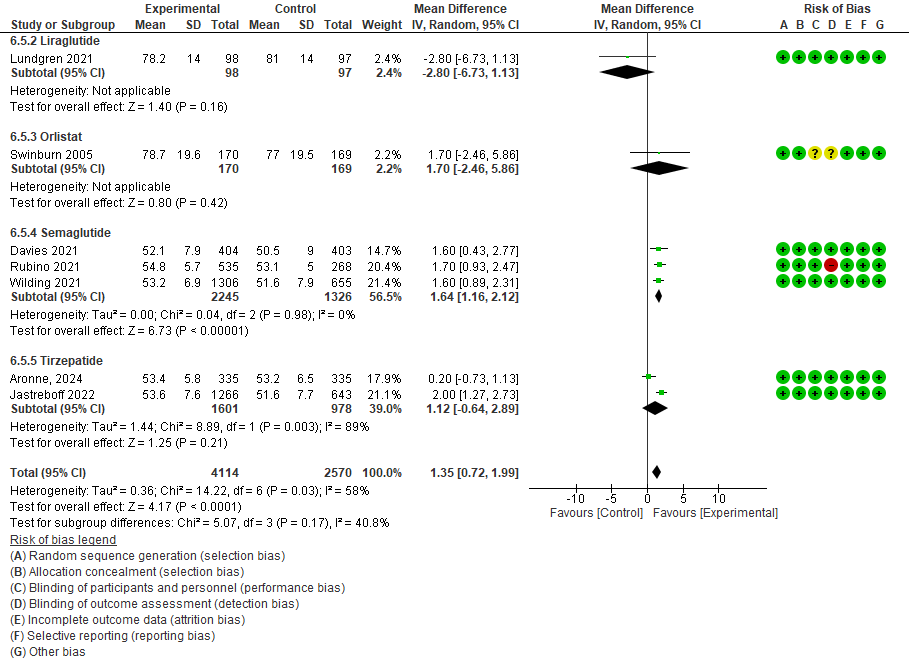 Experimental Control Mean Difference Mean Difference Risk of Bias
Study or Subgroup Mean SD Total Mean SD Total Weight IV, Random, 95% CI IV, Random, 95% CI A B C D E F G
6.5.2 Liraglutide
Lundgren 2021 78.2 14 98 81 14 97 2.4% -2.80 [-6.73, 1.13] + + + + + + +
Subtotal (95% CI) 98 97 2.4% -2.80 [-6.73, 1.13]
Heterogeneity: Not applicable
Test for overall effect: Z = 1.40 (P = 0.16)
6.5.3 Orlistat
Swinburn 2005 78.7 19.6 170 77 19.5 169 2.2% 1.70 [-2.46, 5.86] + + ? ? + + +
Subtotal (95% CI) 170 169 2.2% 1.70 [-2.46, 5.86]
Heterogeneity: Not applicable
Test for overall effect: Z = 0.80 (P = 0.42)
6.5.4 Semaglutide
Davies 2021 52.1 7.9 404 50.5 9 403 14.7% 1.60 [0.43, 2.77] + + + + + + +
Rubino 2021 54.8 5.7 535 53.1 5 268 20.4% 1.70 [0.93, 2.47] + + + + + +
Wilding 2021 53.2 6.9 1306 51.6 7.9 655 21.4% 1.60 [0.89, 2.31] + + + + + + +
Subtotal (95% CI) 2245 1326 56.5% 1.64 [1.16, 2.12]
Heterogeneity: Tau² = 0.00; Chi² = 0.04, df = 2 (P = 0.98); I² = 0%
Test for overall effect: Z = 6.73 (P < 0.00001)
6.5.5 Tirzepatide
Aronne, 2024 53.4 5.8 335 53.2 6.5 335 17.9% 0.20 [-0.73, 1.13] + + + + + + +
Jastreboff 2022 53.6 7.6 1266 51.6 7.7 643 21.1% 2.00 [1.27, 2.73] + + + + + + +
Subtotal (95% CI) 1601 978 39.0% 1.12 [-0.64, 2.89]
Heterogeneity: Tau² = 1.44; Chi² = 8.89, df = 1 (P = 0.003); I² = 89%
Test for overall effect: Z = 1.25 (P = 0.21)
Total (95% CI) 4114 2570 100.0% 1.35 [0.72, 1.99]
Heterogeneity: Tau² = 0.36; Chi² = 14.22, df = 6 (P = 0.03); I² = 58%
Test for overall effect: Z = 4.17 (P < 0.0001)
Test for subgroup differences: Chi² = 5.07, df = 3 (P = 0.17), I² = 40.8%
-10 -5 0 5 10
Favours [Control] Favours [Experimental]
Risk of bias legend
(A) Random sequence generation (selection bias)
(B) Allocation concealment (selection bias)
(C) Blinding of participants and personnel (performance bias)
(D) Blinding of outcome assessment (detection bias)
(E) Incomplete outcome data (attrition bias)
(F) Selective reporting (reporting bias)
(G) Other bias